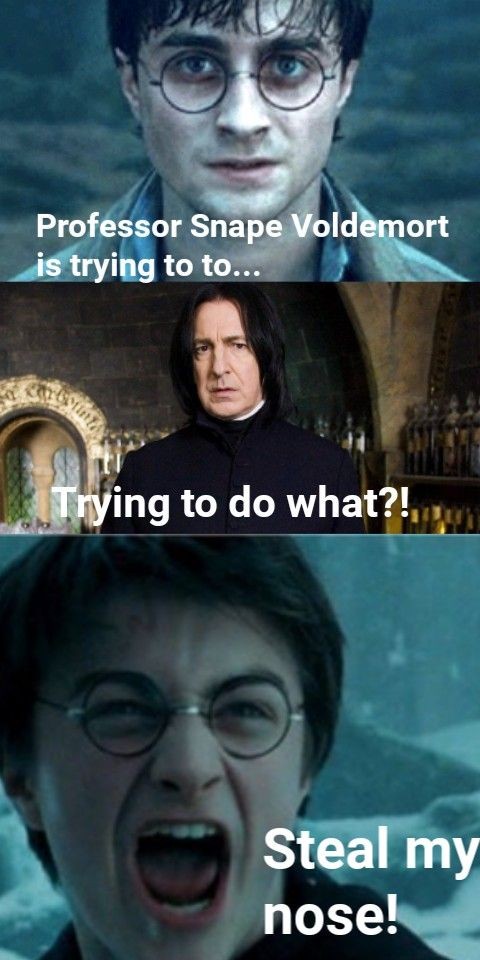 Professor Snape Voldemort
is trying to to...
Trying to do what?!
Steal my
nose!